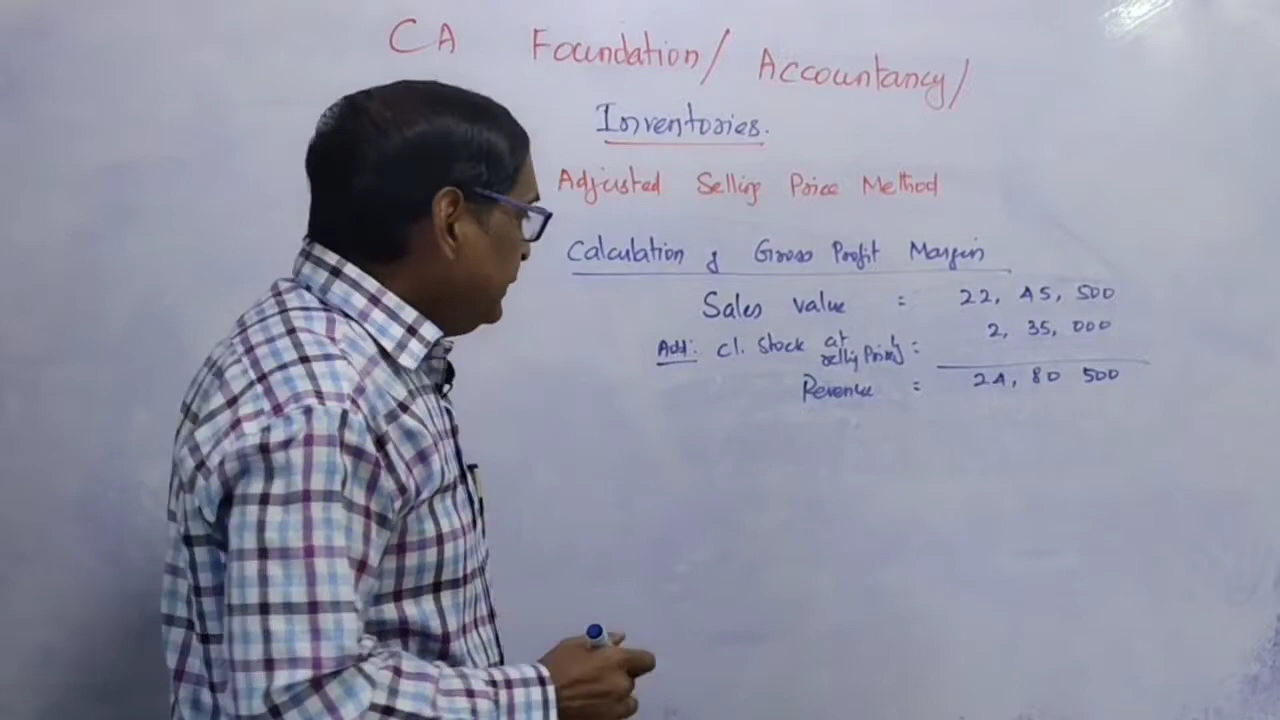 CA Foundation/ Accountancy/
Inventories.
Adjusted Selling Price Method
Calculation of Gross Profit Margin
Sales value = 22, 45, 500
Add: cl. Stock at selling Price : 2, 35, 000
Revenue = 24, 80 500